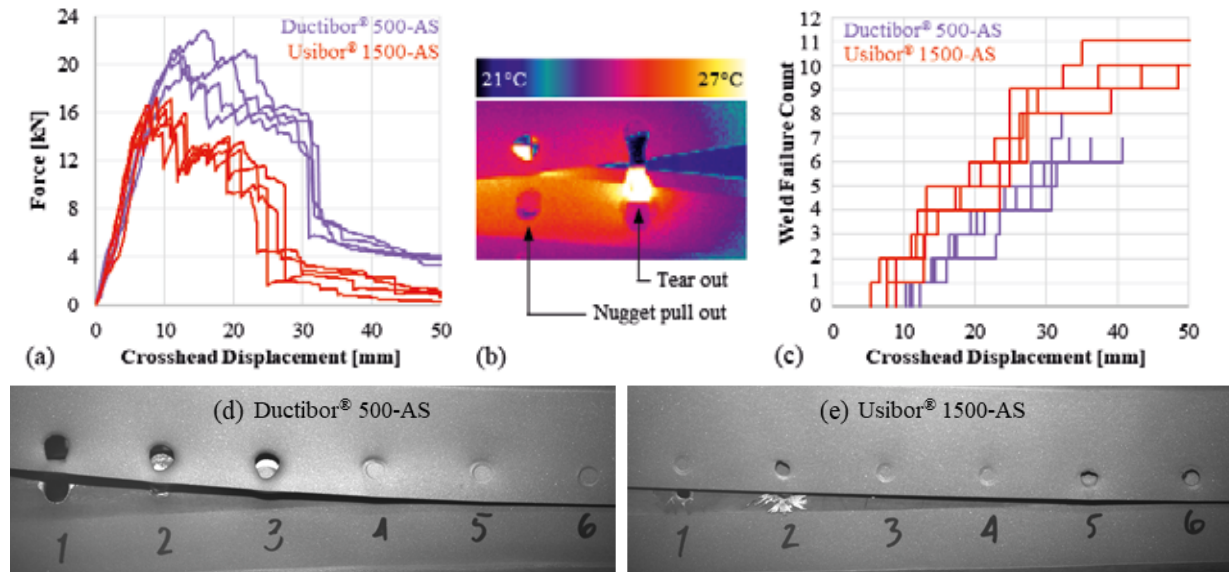 24
20
16
12
8
4
0
Force [kN]
Ductibor® 500-AS
Usibor® 1500-AS
0 10 20 30 40 50
(a) Crosshead Displacement [mm]
21°C 27°C
Tear out
Nugget pull out
(b)
12
11
10
9
8
7
6
5
4
3
2
1
0
Weld Failure Count
Ductibor® 500-AS
Usibor® 1500-AS
0 10 20 30 40 50
(c) Crosshead Displacement [mm]
(d) Ductibor® 500-AS
1 2 3 4 5 6
(e) Usibor® 1500-AS
1 2 3 4 5 6